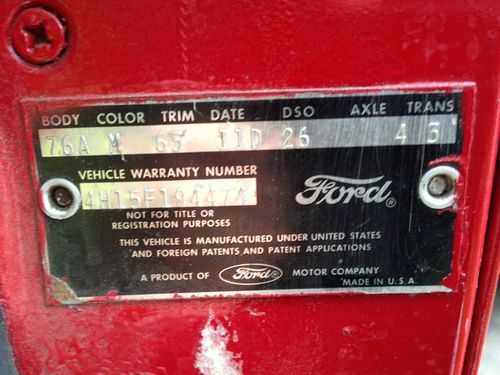 BODY COLOR TRIM DATE DSO AXLE TRANS
76A M 65 11D 26 4 3
VEHICLE WARRANTY NUMBER
4H15F194474
Ford
NOT FOR TITLE OR
REGISTRATION PURPOSES
THIS VEHICLE IS MANUFACTURED UNDER UNITED STATES
AND FOREIGN PATENTS AND PATENT APPLICATIONS
A PRODUCT OF Ford MOTOR COMPANY
MADE IN U.S.A.